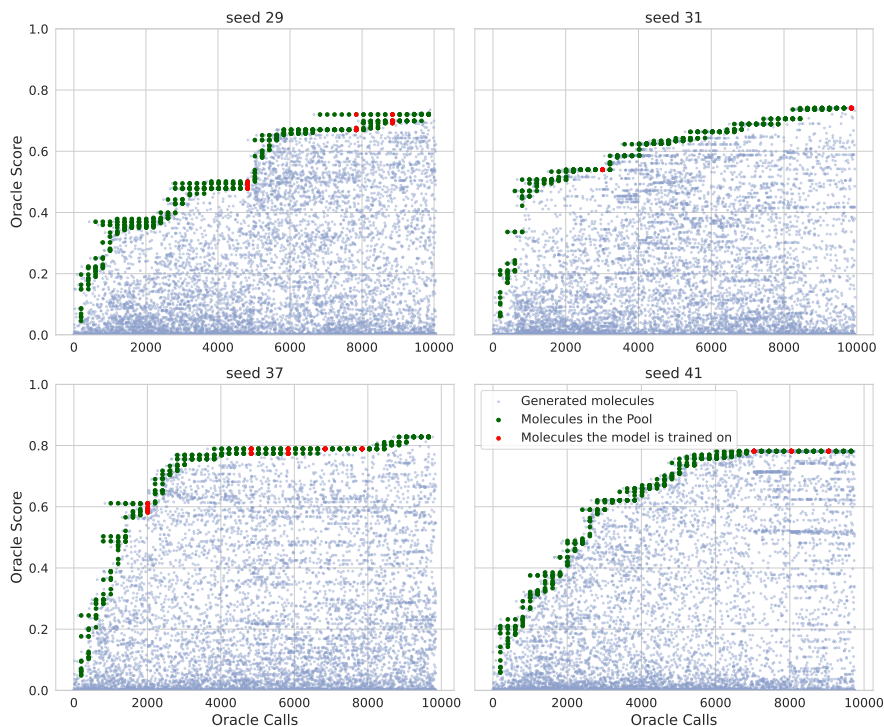 seed 29
seed 31
1.0
0.8
0.6
0.4
0.2
0.0
Oracle Score
0 2000 4000 6000 8000 10000
0 2000 4000 6000 8000 10000
seed 37
seed 41
1.0
0.8
0.6
0.4
0.2
0.0
Oracle Score
Generated molecules
Molecules in the Pool
Molecules the model is trained on
0 2000 4000 6000 8000 10000
0 2000 4000 6000 8000 10000
Oracle Calls
Oracle Calls